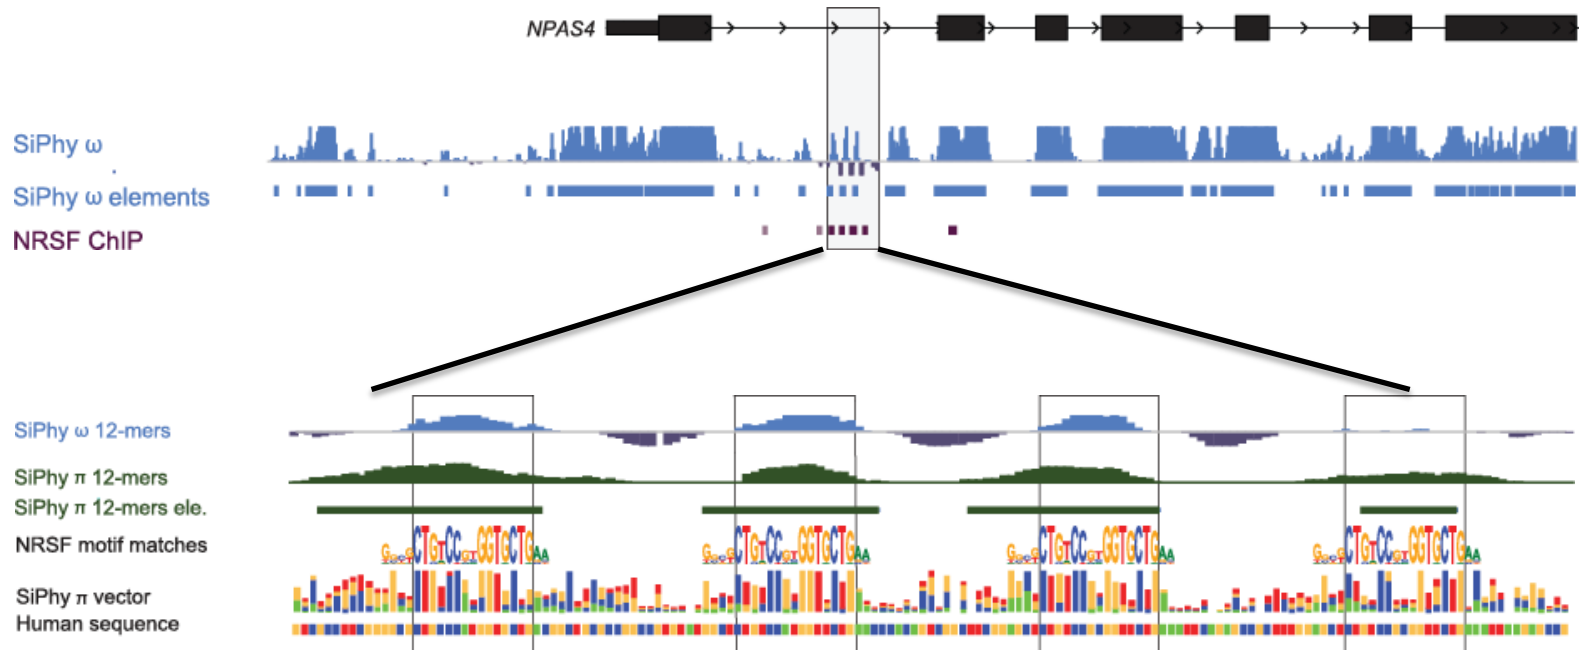 NPAS4
SiPhy ω
SiPhy ω elements
NRSF ChIP
SiPhy ω 12-mers
SiPhy π 12-mers
SiPhy π 12-mers ele.
NRSF motif matches
SiPhy π vector
Human sequence